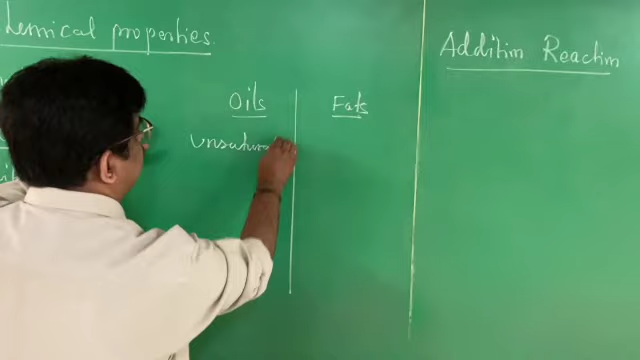 hemical properties.
Oils
Fats
Unsatura
Addition Reaction